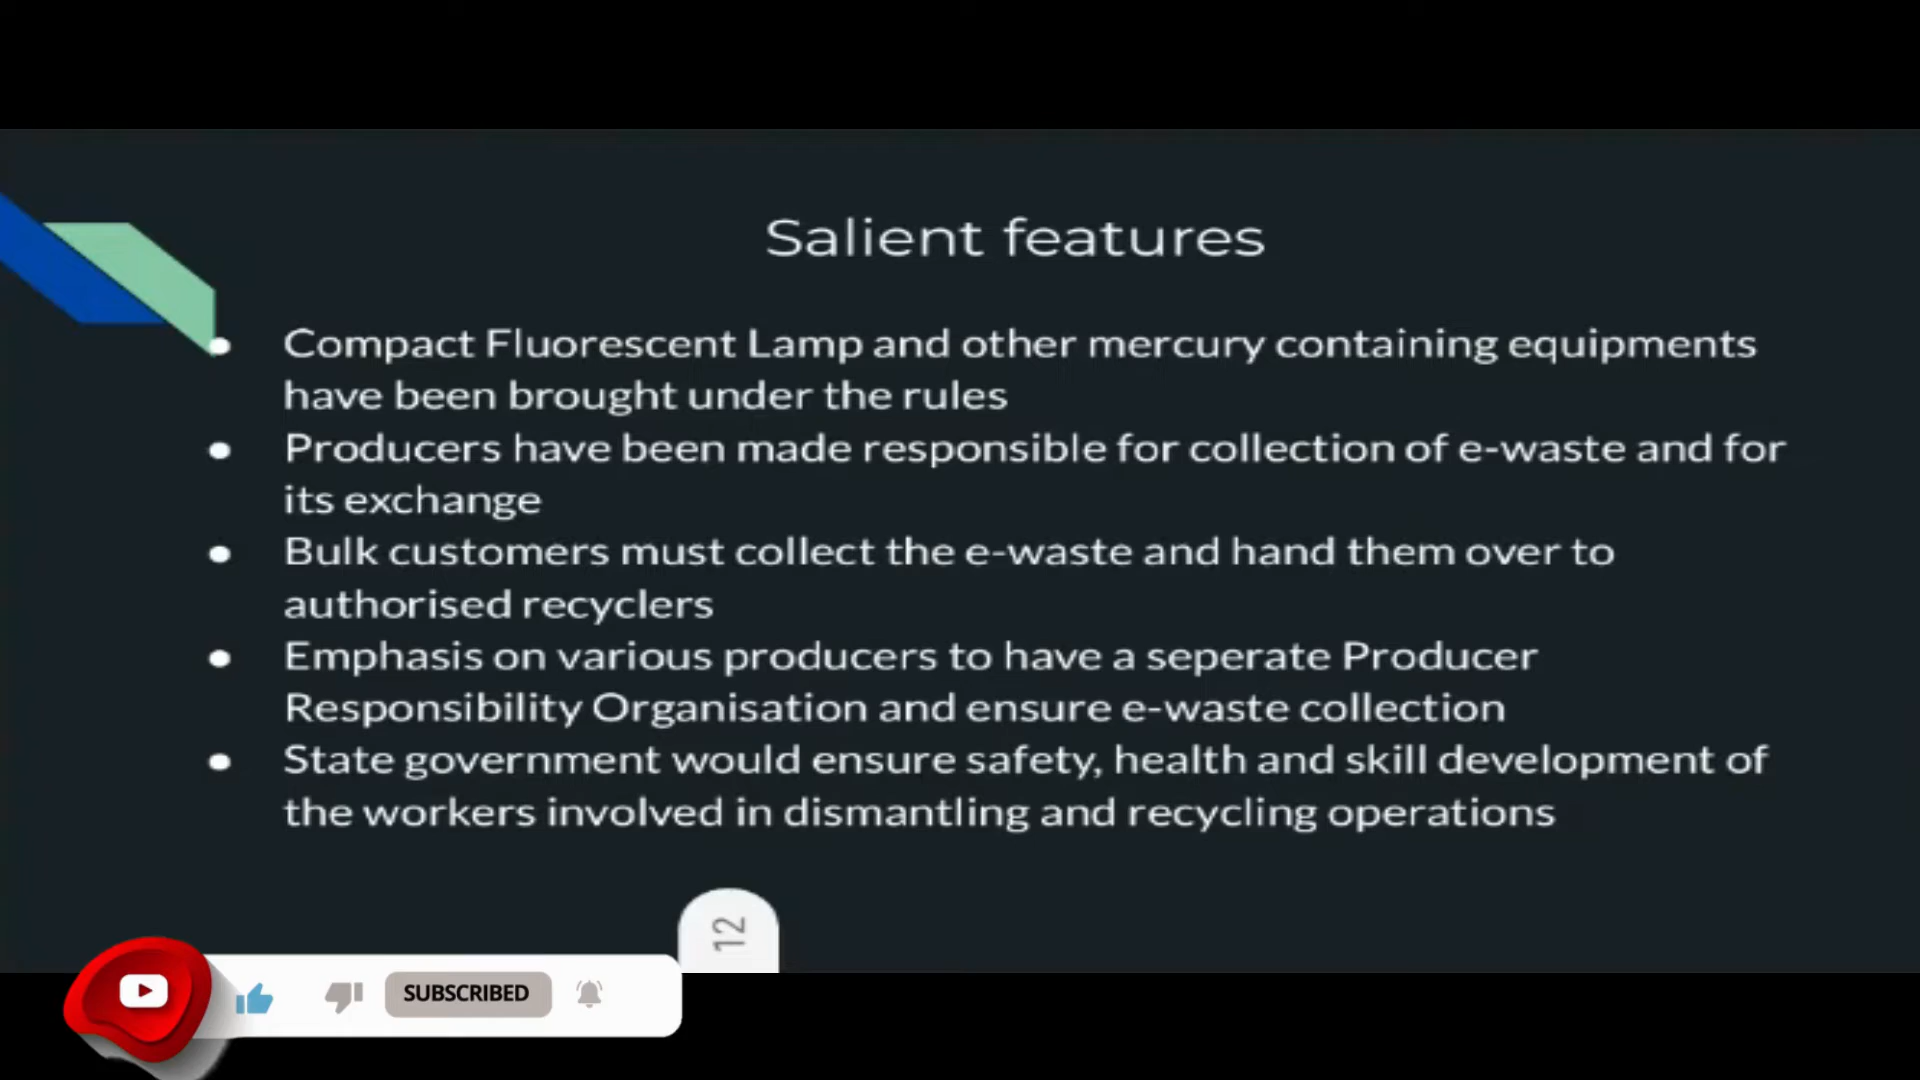 Salient features
• Compact Fluorescent Lamp and other mercury containing equipments
have been brought under the rules
• Producers have been made responsible for collection of e-waste and for
its exchange
• Bulk customers must collect the e-waste and hand them over to
authorised recyclers
• Emphasis on various producers to have a seperate Producer
Responsibility Organisation and ensure e-waste collection
• State government would ensure safety, health and skill development of
the workers involved in dismantling and recycling operations
12
SUBSCRIBED